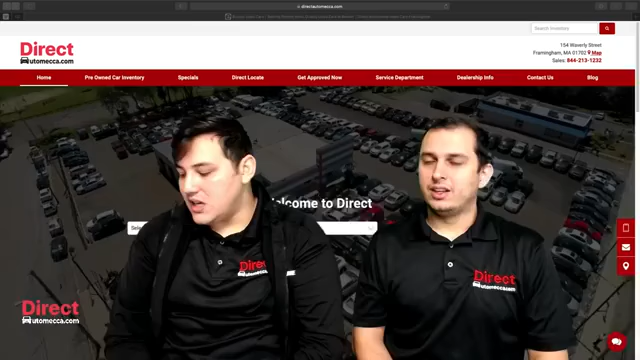 directautomecca.com
Search Inventory
Direct
utomecca.com
154 Waverly Street
Framingham, MA 01702 Map
Sales: 844-213-1232
Home Pre Owned Car Inventory Specials Direct Locate Get Approved Now Service Department Dealership Info Contact Us Blog
elcome to Direct
Sele
Direct
Direct
utomecca.com
Direct
utomecca.com